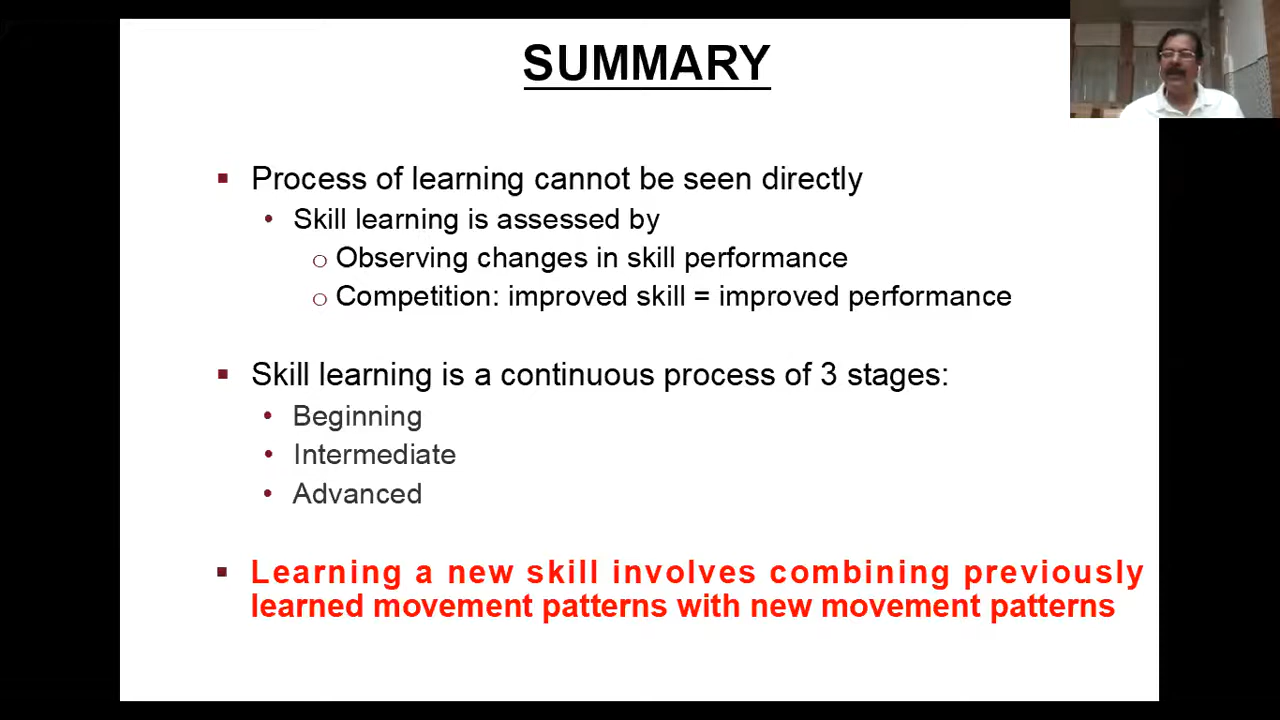 SUMMARY
▪ Process of learning cannot be seen directly
• Skill learning is assessed by
o Observing changes in skill performance
o Competition: improved skill = improved performance
▪ Skill learning is a continuous process of 3 stages:
• Beginning
• Intermediate
• Advanced
▪ Learning a new skill involves combining previously
learned movement patterns with new movement patterns